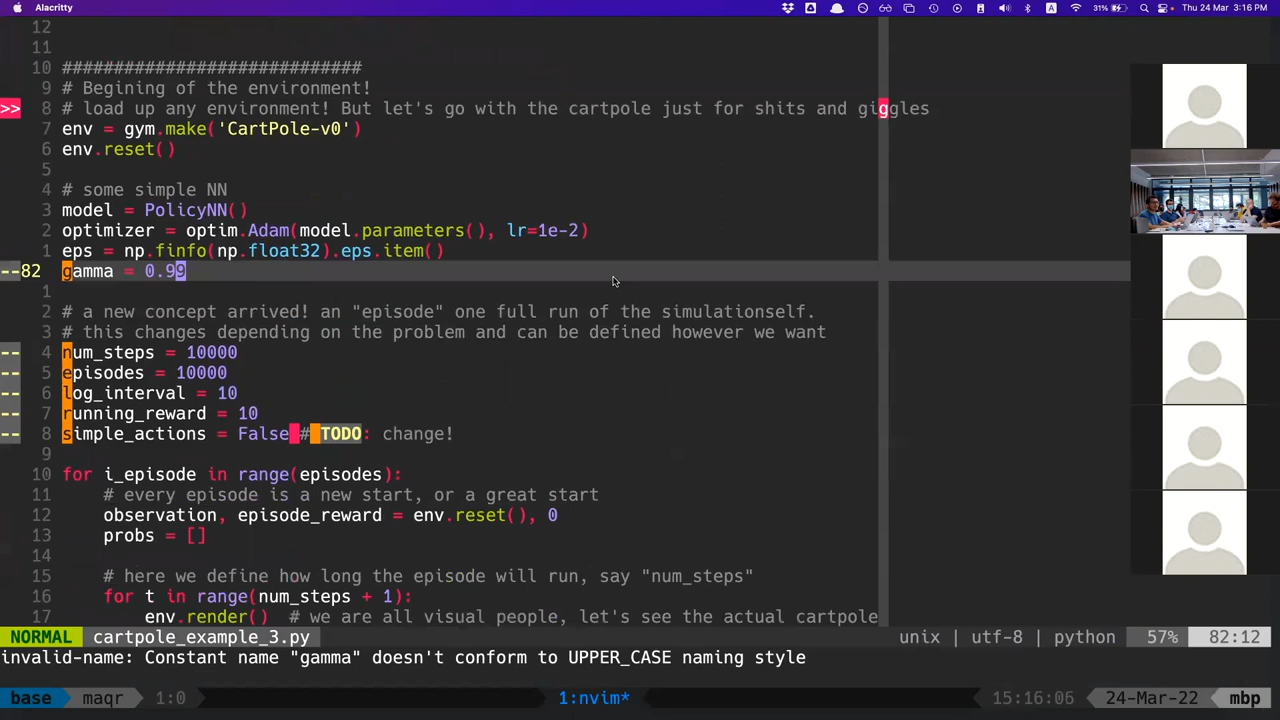 Alacritty 31% Thu 24 Mar 3:16 PM
12
11
10 #############################
9 # Begining of the environment!
>> 8 # load up any environment! But let's go with the cartpole just for shits and giggles
7 env = gym.make('CartPole-v0')
6 env.reset()
5
4 # some simple NN
3 model = PolicyNN()
2 optimizer = optim.Adam(model.parameters(), lr=1e-2)
1 eps = np.finfo(np.float32).eps.item()
--82 gamma = 0.99
1
2 # a new concept arrived! an "episode" one full run of the simulationself.
3 # this changes depending on the problem and can be defined however we want
-- 4 num_steps = 10000
-- 5 episodes = 10000
-- 6 log_interval = 10
-- 7 running_reward = 10
-- 8 simple_actions = False # TODO: change!
9
10 for i_episode in range(episodes):
11 # every episode is a new start, or a great start
12 observation, episode_reward = env.reset(), 0
13 probs = []
14
15 # here we define how long the episode will run, say "num_steps"
16 for t in range(num_steps + 1):
17 env.render() # we are all visual people, let's see the actual cartpole
NORMAL cartpole_example_3.py unix | utf-8 | python 57% 82:12
invalid-name: Constant name "gamma" doesn't conform to UPPER_CASE naming style
base maqr 1:0 1:nvim* 15:16:06 24-Mar-22 mbp